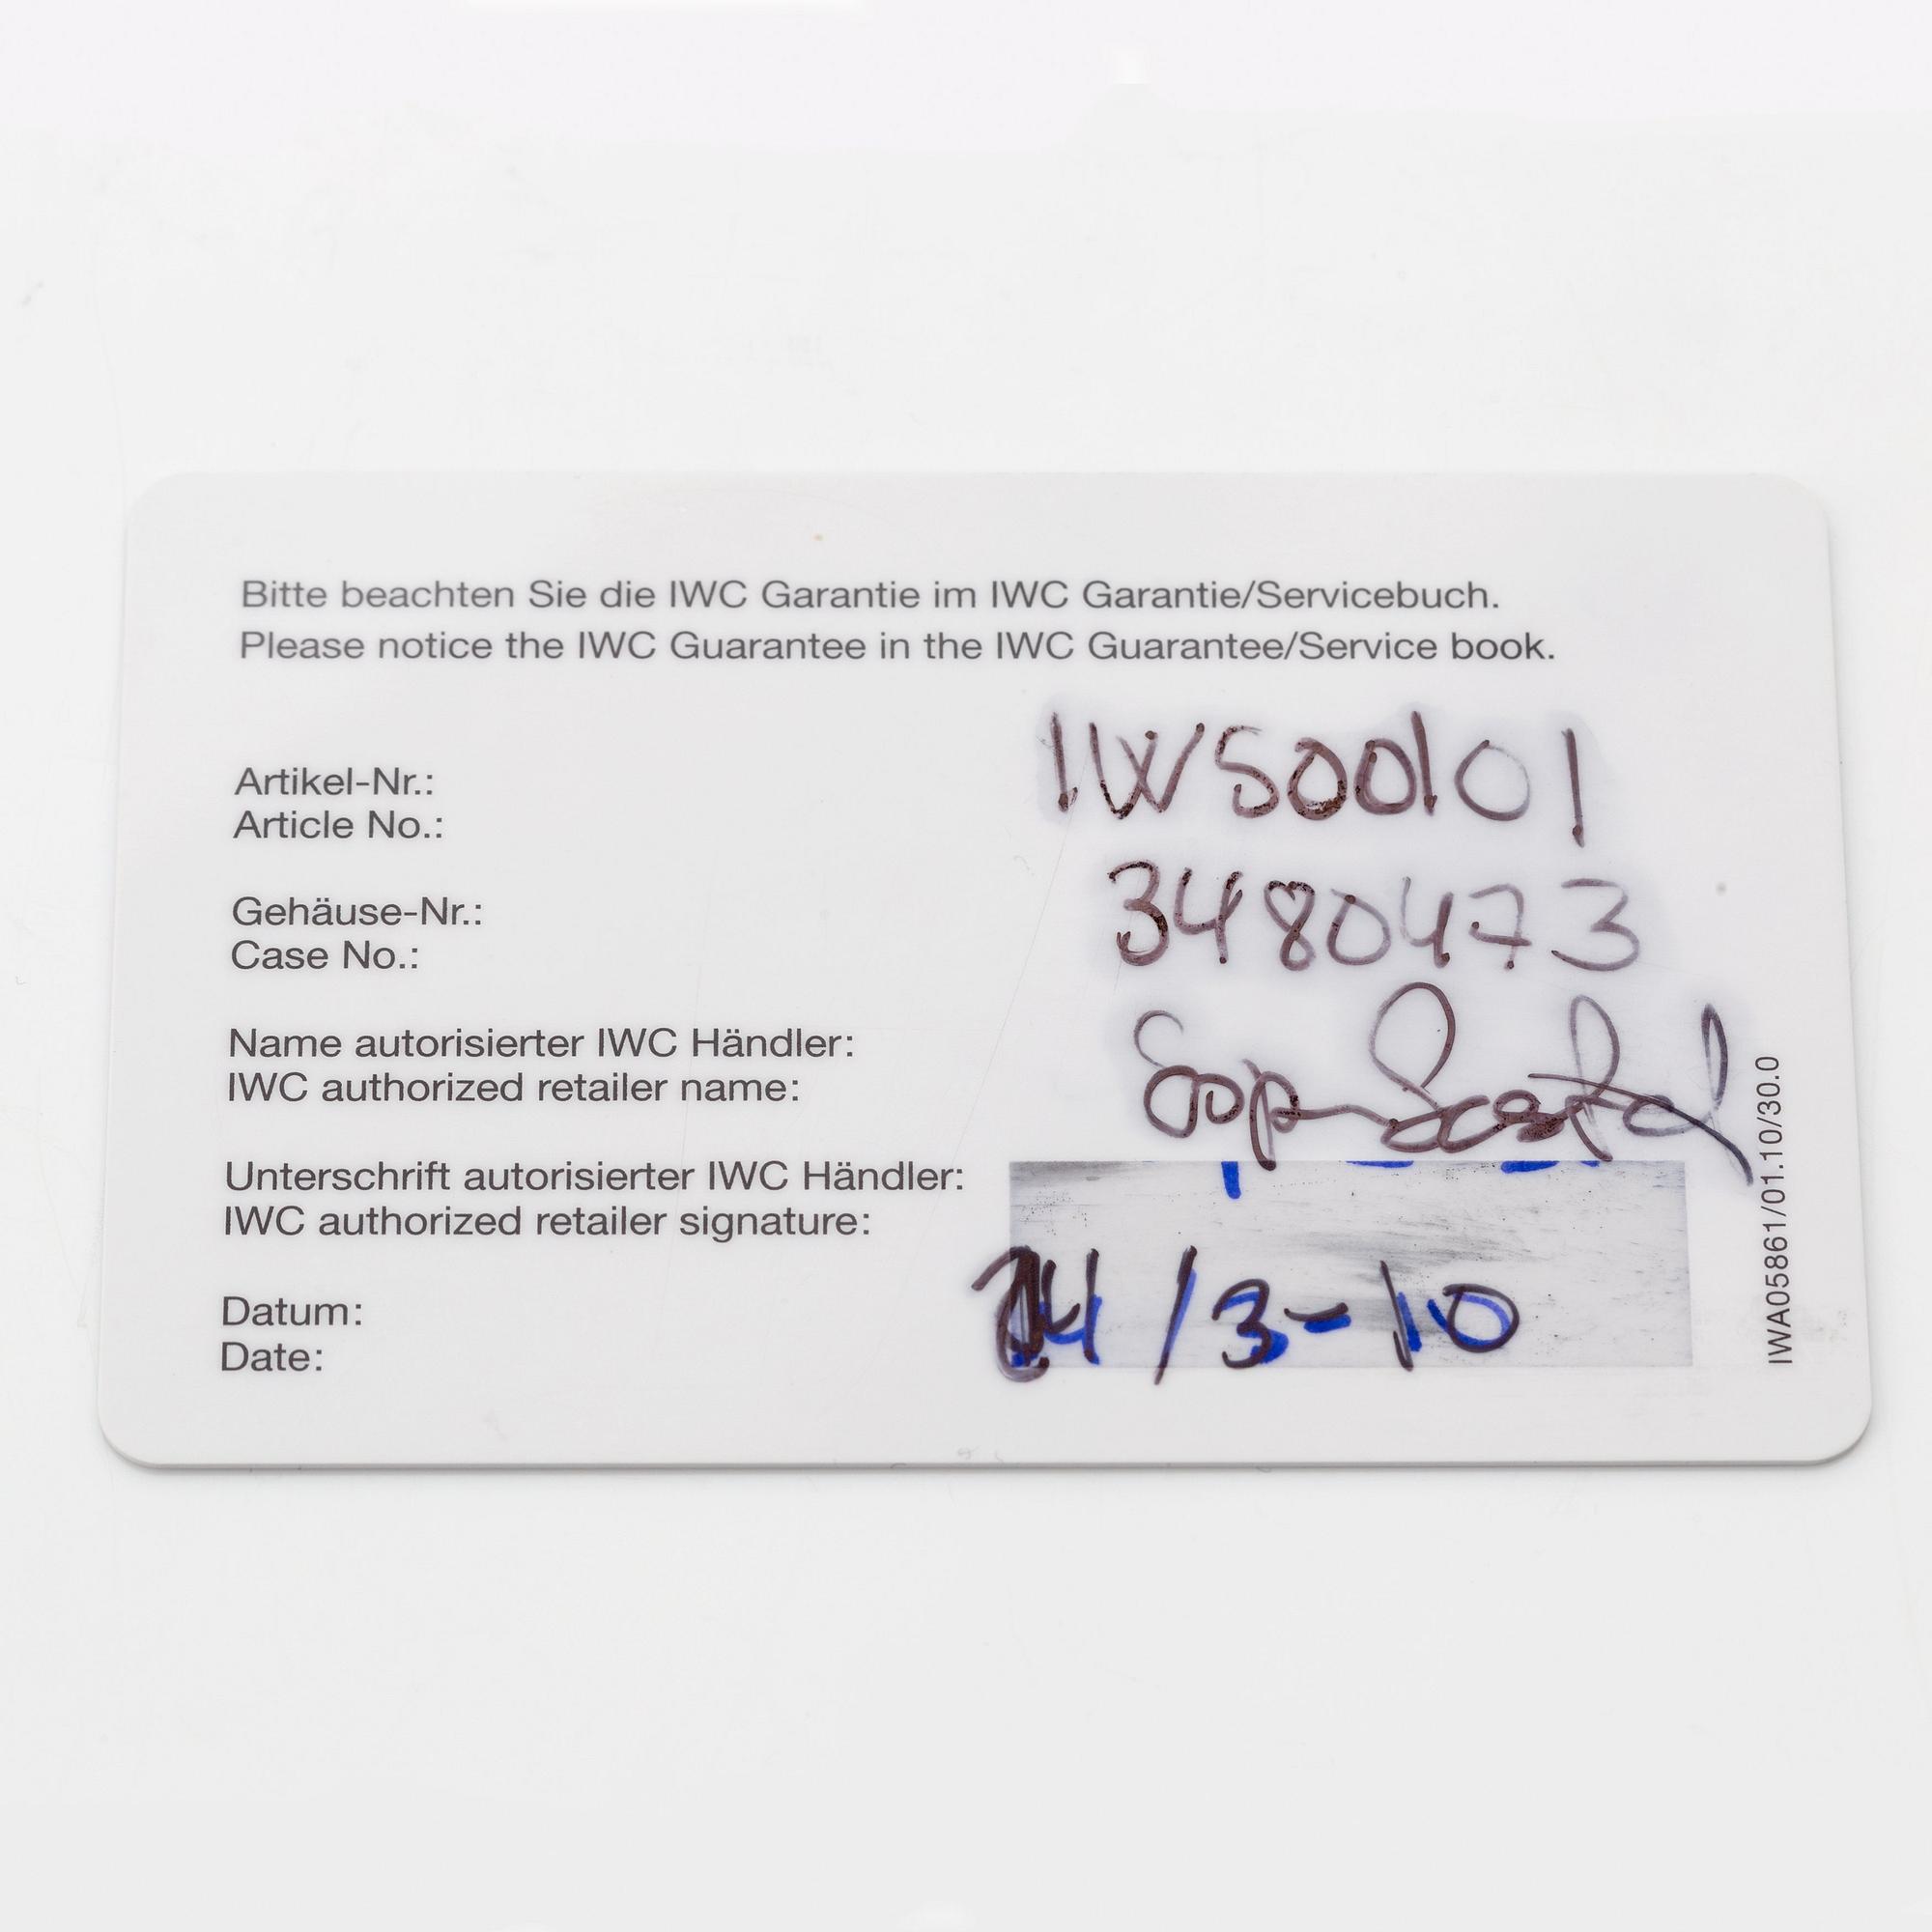 Bitte beachten Sie die IWC Garantie im IWC Garantie/Servicebuch.
Please notice the IWC Guarantee in the IWC Guarantee/Service book.
Artikel-Nr.:
Article No.:
IW500101
Gehäuse-Nr.:
Case No.:
3480473
Name autorisierter IWC Händler:
IWC authorized retailer name:
Unterschrift autorisierter IWC Händler:
IWC authorized retailer signature:
Datum:
Date:
/3-10
IWA05861/01.10/30.0